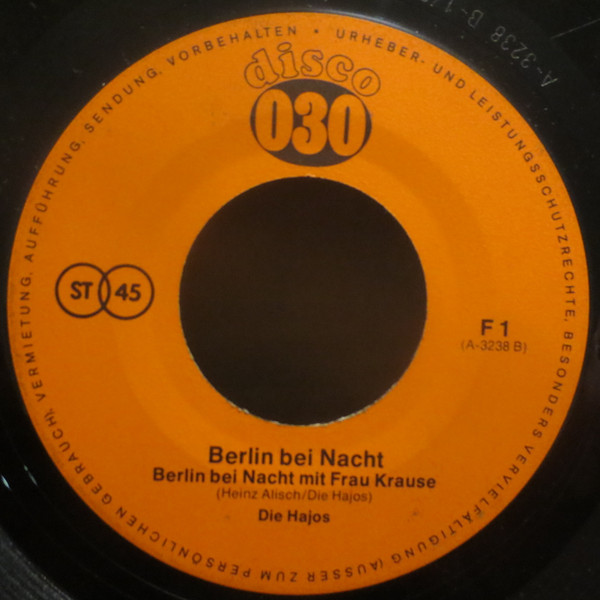 disco
030
ST 45
F 1
(A-3238 B)
Berlin bei Nacht
Berlin bei Nacht mit Frau Krause
(Heinz Alisch/Die Hajos)
Die Hajos
URHEBER- UND LEISTUNGSSCHUTZRECHTE, BESONDERS VERVIELFÄLTIGUNG (AUSSER ZUM PERSÖNLICHEN GEBRAUCH), VERMIETUNG, AUFFÜHRUNG, SENDUNG, VORBEHALTEN •
A-3238 B-1/